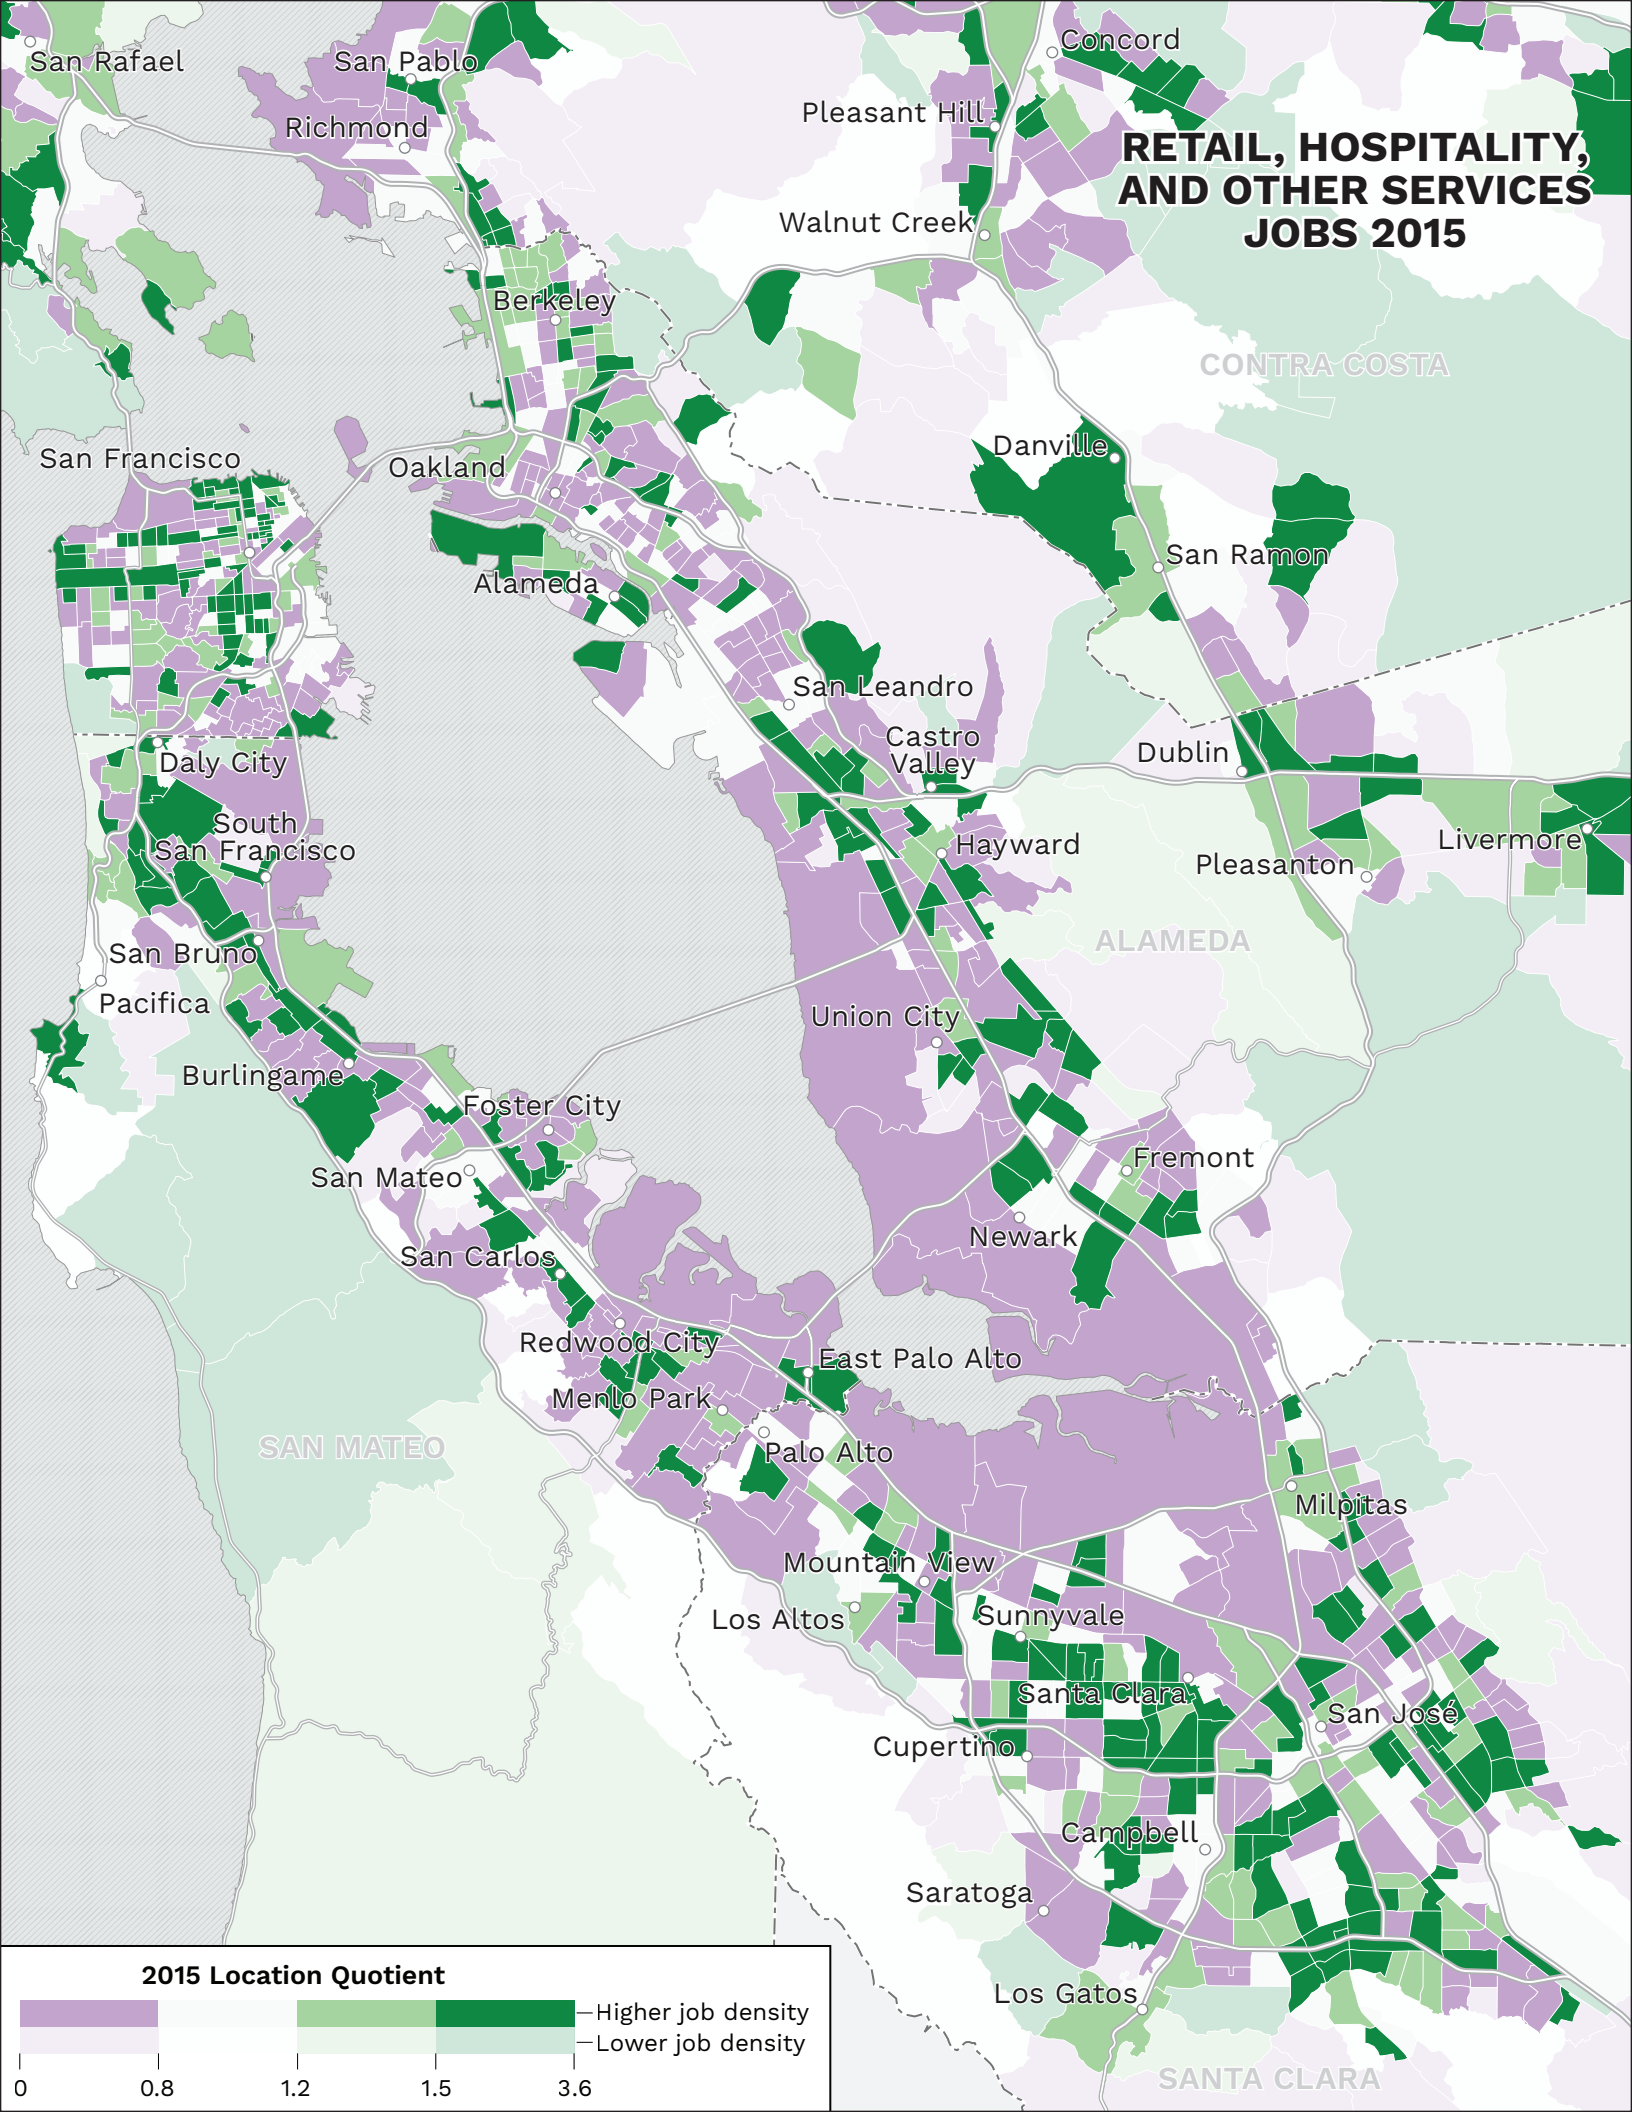 Concord
San Rafael
San Pablo
Pleasant Hill
Richmond
RETAIL, HOSPITALITY,
AND OTHER SERVICES
JOBS 2015
Walnut Creek
Berkeley
CONTRA COSTA
Danville
San Francisco
Oakland
San Ramon
Alameda
San Leandro
Castro
Valley
Dublin
Daly City
South
San Francisco
Hayward
Livermore
Pleasanton
ALAMEDA
San Bruno
Pacifica
Union City
Burlingame
Foster City
Fremont
San Mateo
Newark
San Carlos
Redwood City
East Palo Alto
Menlo Park
SAN MATEO
Palo Alto
Milpitas
Mountain View
Los Altos
Sunnyvale
Santa Clara
San José
Cupertino
Campbell
Saratoga
Los Gatos
SANTA CLARA
2015 Location Quotient
Higher job density
Lower job density
0 0.8 1.2 1.5 3.6